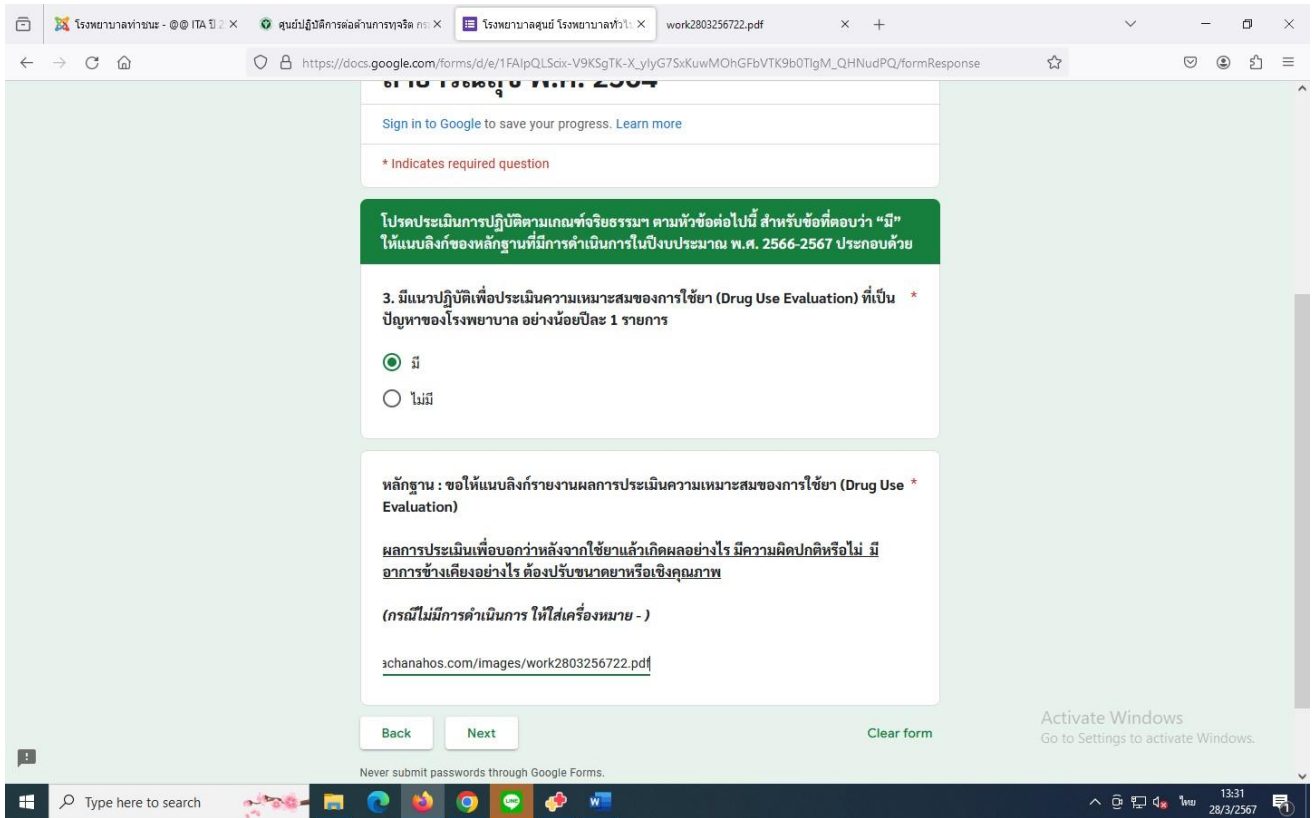 โรงพยาบาลท่าชนะ - @@ ITA ปี 2
ศูนย์ปฏิบัติการต่อต้านการทุจริต กระ
โรงพยาบาลศูนย์ โรงพยาบาลทั่วไ
work2803256722.pdf
https://docs.google.com/forms/d/e/1FAIpQLScix-V9KSgTK-X_yIyG7SxKuwMOhGFbVTK9b0TIgM_QHNudPQ/formResponse
สาธารณสุข พ.ศ. 2564
Sign in to Google to save your progress. Learn more
* Indicates required question
โปรดประเมินการปฏิบัติตามเกณฑ์จริยธรรมฯ ตามหัวข้อต่อไปนี้ สำหรับข้อที่ตอบว่า “มี”
ให้แนบลิงก์ของหลักฐานที่มีการดำเนินการในปีงบประมาณ พ.ศ. 2566-2567 ประกอบด้วย
3. มีแนวปฏิบัติเพื่อประเมินความเหมาะสมของการใช้ยา (Drug Use Evaluation) ที่เป็น *
ปัญหาของโรงพยาบาล อย่างน้อยปีละ 1 รายการ
มี
ไม่มี
หลักฐาน : ขอให้แนบลิงก์รายงานผลการประเมินความเหมาะสมของการใช้ยา (Drug Use *
Evaluation)
ผลการประเมินเพื่อบอกว่าหลังจากใช้ยาแล้วเกิดผลอย่างไร มีความผิดปกติหรือไม่ มี
อาการข้างเคียงอย่างไร ต้องปรับขนาดยาหรือเชิงคุณภาพ
(กรณีไม่มีการดำเนินการ ให้ใส่เครื่องหมาย - )
achanahos.com/images/work2803256722.pdf
Back
Next
Clear form
Never submit passwords through Google Forms.
Activate Windows
Go to Settings to activate Windows.
Type here to search
ไทย
13:31
28/3/2567